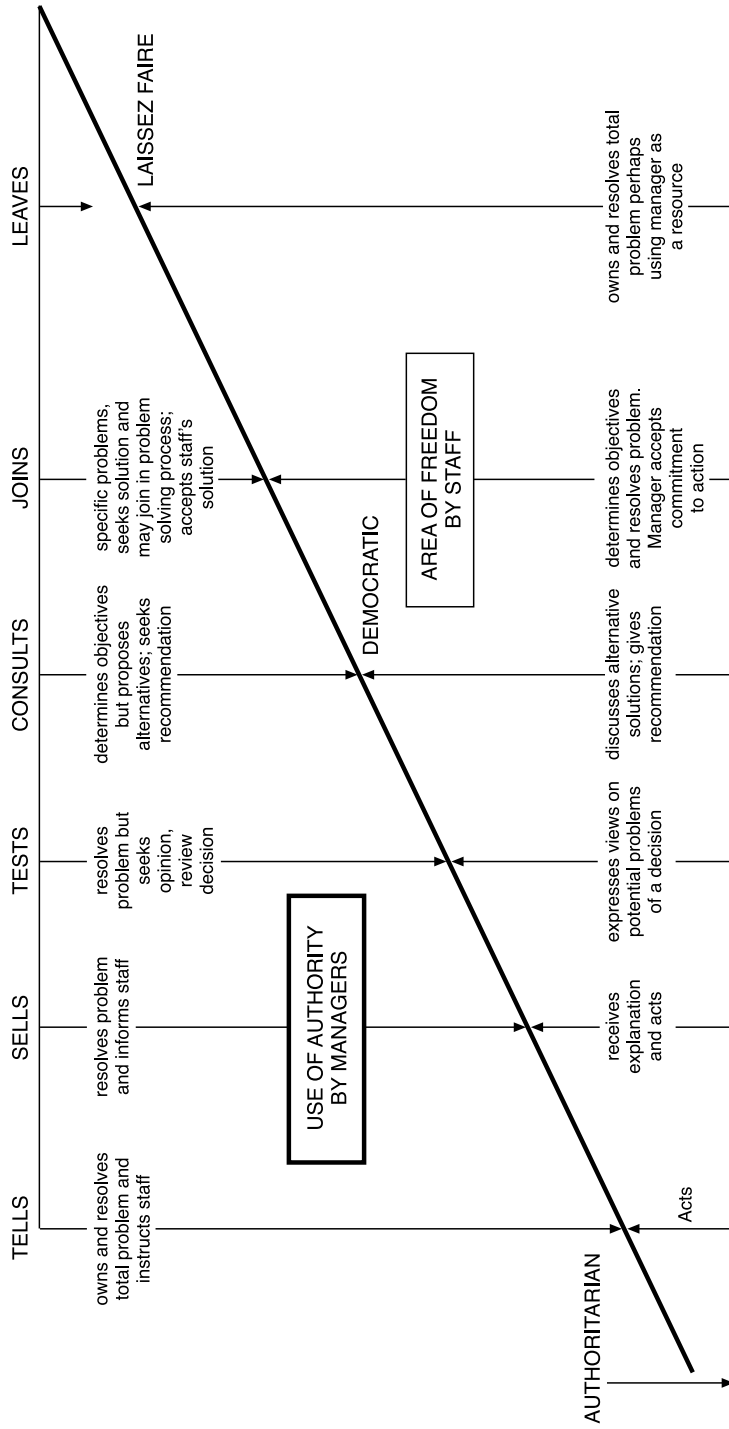 TELLS
SELLS
TESTS
CONSULTS
JOINS
LEAVES
owns and resolves
total problem and
instructs staff
resolves problem
and informs staff
resolves
problem but
seeks
opinion,
review
decision
determines objectives
but proposes
alternatives; seeks
recommendation
specific problems,
seeks solution and
may join in problem
solving process;
accepts staff's
solution
LAISSEZ FAIRE
USE OF AUTHORITY
BY MANAGERS
DEMOCRATIC
AREA OF FREEDOM
BY STAFF
AUTHORITARIAN
Acts
receives
explanation
and acts
expresses views on
potential problems
of a decision
discusses alternative
solutions; gives
recommendation
determines objectives
and resolves problem.
Manager accepts
commitment
to action
owns and resolves total
problem perhaps
using manager as
a resource